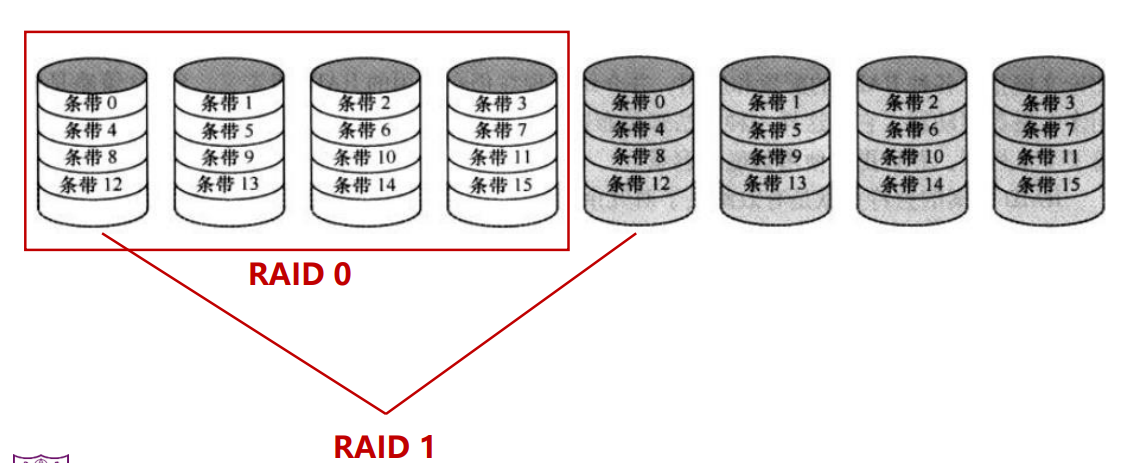 条带 0 条带 1 条带 2 条带 3 条带 0 条带 1 条带 2 条带 3
条带 4 条带 5 条带 6 条带 7 条带 4 条带 5 条带 6 条带 7
条带 8 条带 9 条带 10 条带 11 条带 8 条带 9 条带 10 条带 11
条带 12 条带 13 条带 14 条带 15 条带 12 条带 13 条带 14 条带 15
RAID 0
RAID 1